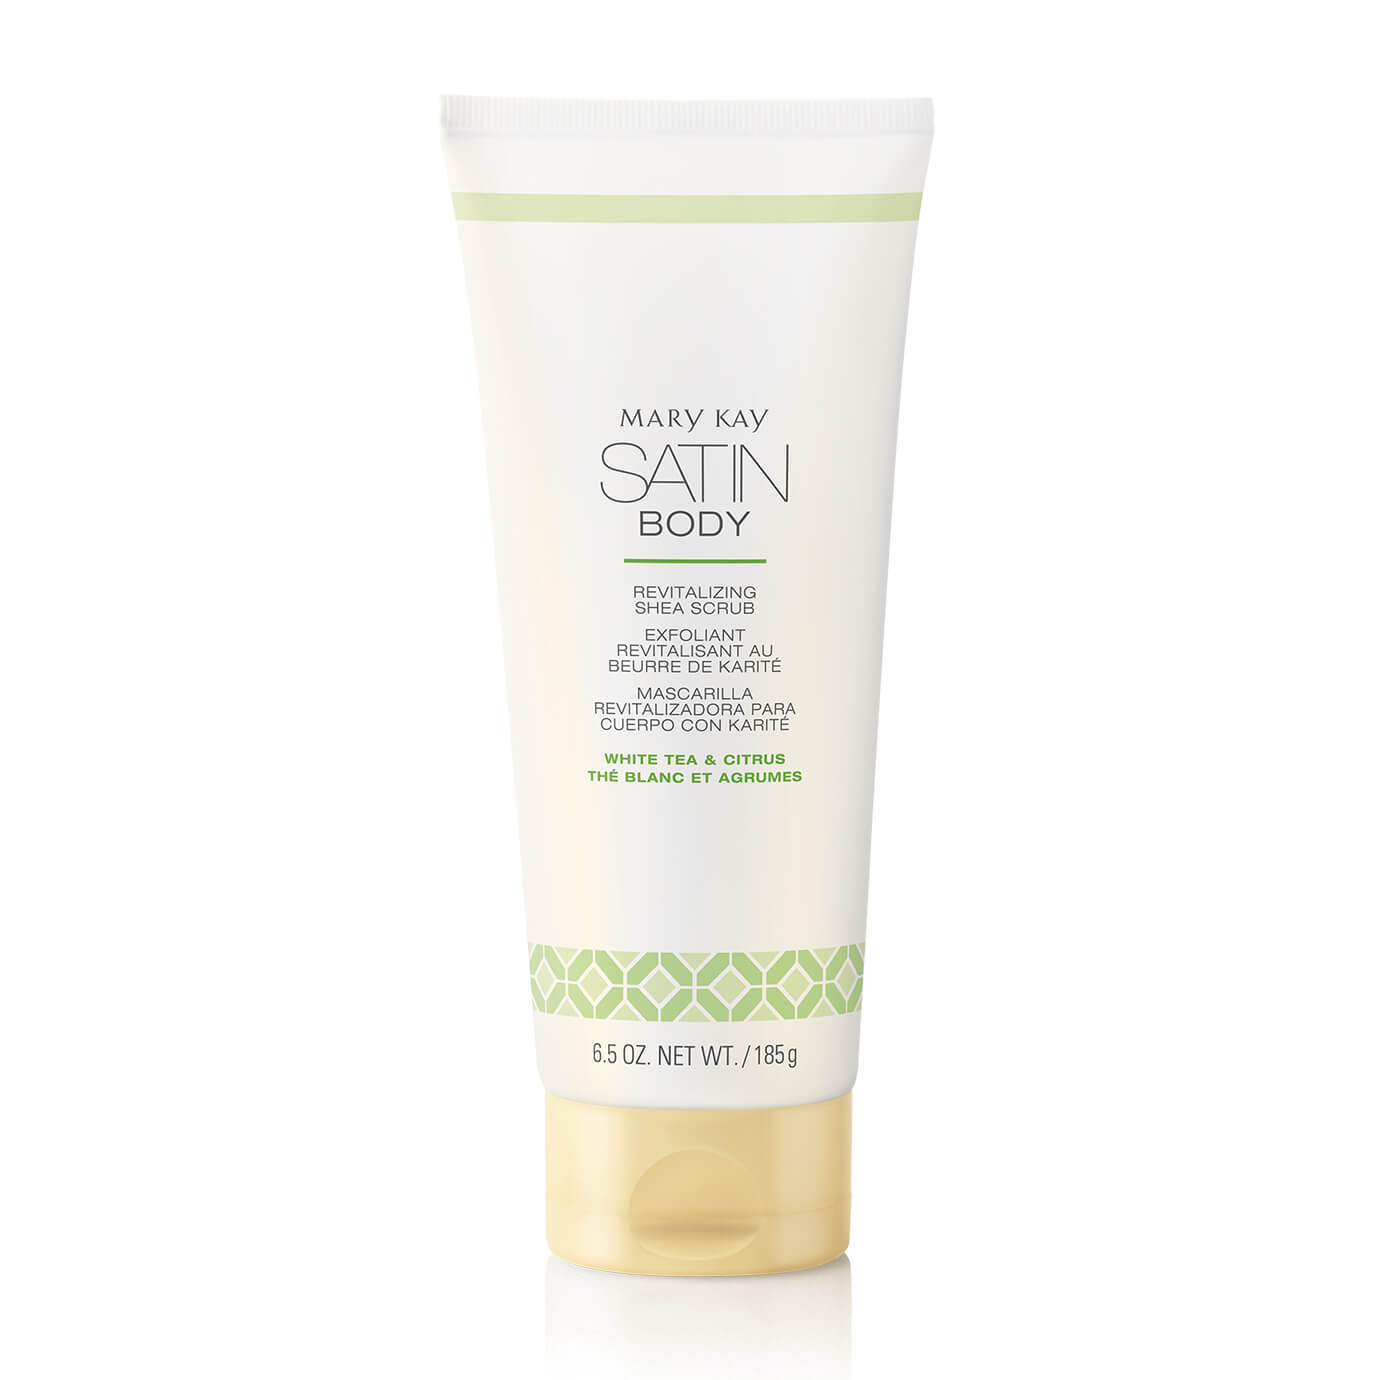 MARY KAY
SATIN
BODY
REVITALIZING
SHEA SCRUB
EXFOLIANT
REVITALISANT AU
BEURRE DE KARITÉ
MASCARILLA
REVITALIZADORA PARA
CUERPO CON KARITÉ
WHITE TEA & CITRUS
THÉ BLANC ET AGRUMES
6.5 OZ. NET WT. / 185 g